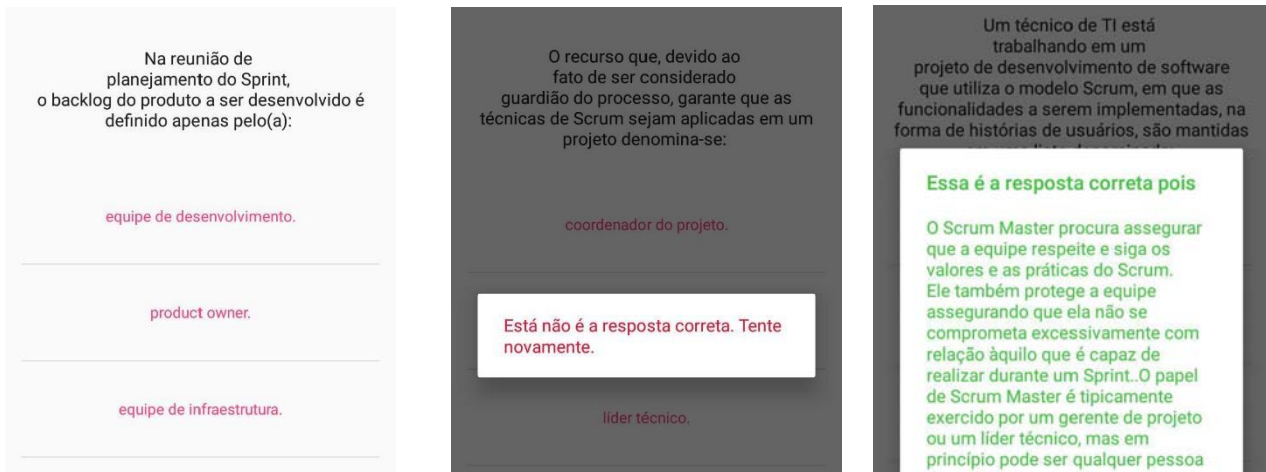 Na reunião de
planejamento do Sprint,
o backlog do produto a ser desenvolvido é
definido apenas pelo(a):
equipe de desenvolvimento.
product owner.
equipe de infraestrutura.
O recurso que, devido ao
fato de ser considerado
guardião do processo, garante que as
técnicas de Scrum sejam aplicadas em um
projeto denomina-se:
coordenador do projeto.
Está não é a resposta correta. Tente
novamente.
líder técnico.
Um técnico de TI está
trabalhando em um
projeto de desenvolvimento de software
que utiliza o modelo Scrum, em que as
funcionalidades a serem implementadas, na
forma de histórias de usuários, são mantidas
Essa é a resposta correta pois
O Scrum Master procura assegurar
que a equipe respeite e siga os
valores e as práticas do Scrum.
Ele também protege a equipe
assegurando que ela não se
comprometa excessivamente com
relação àquilo que é capaz de
realizar durante um Sprint..O papel
de Scrum Master é tipicamente
exercido por um gerente de projeto
ou um líder técnico, mas em
princípio pode ser qualquer pessoa